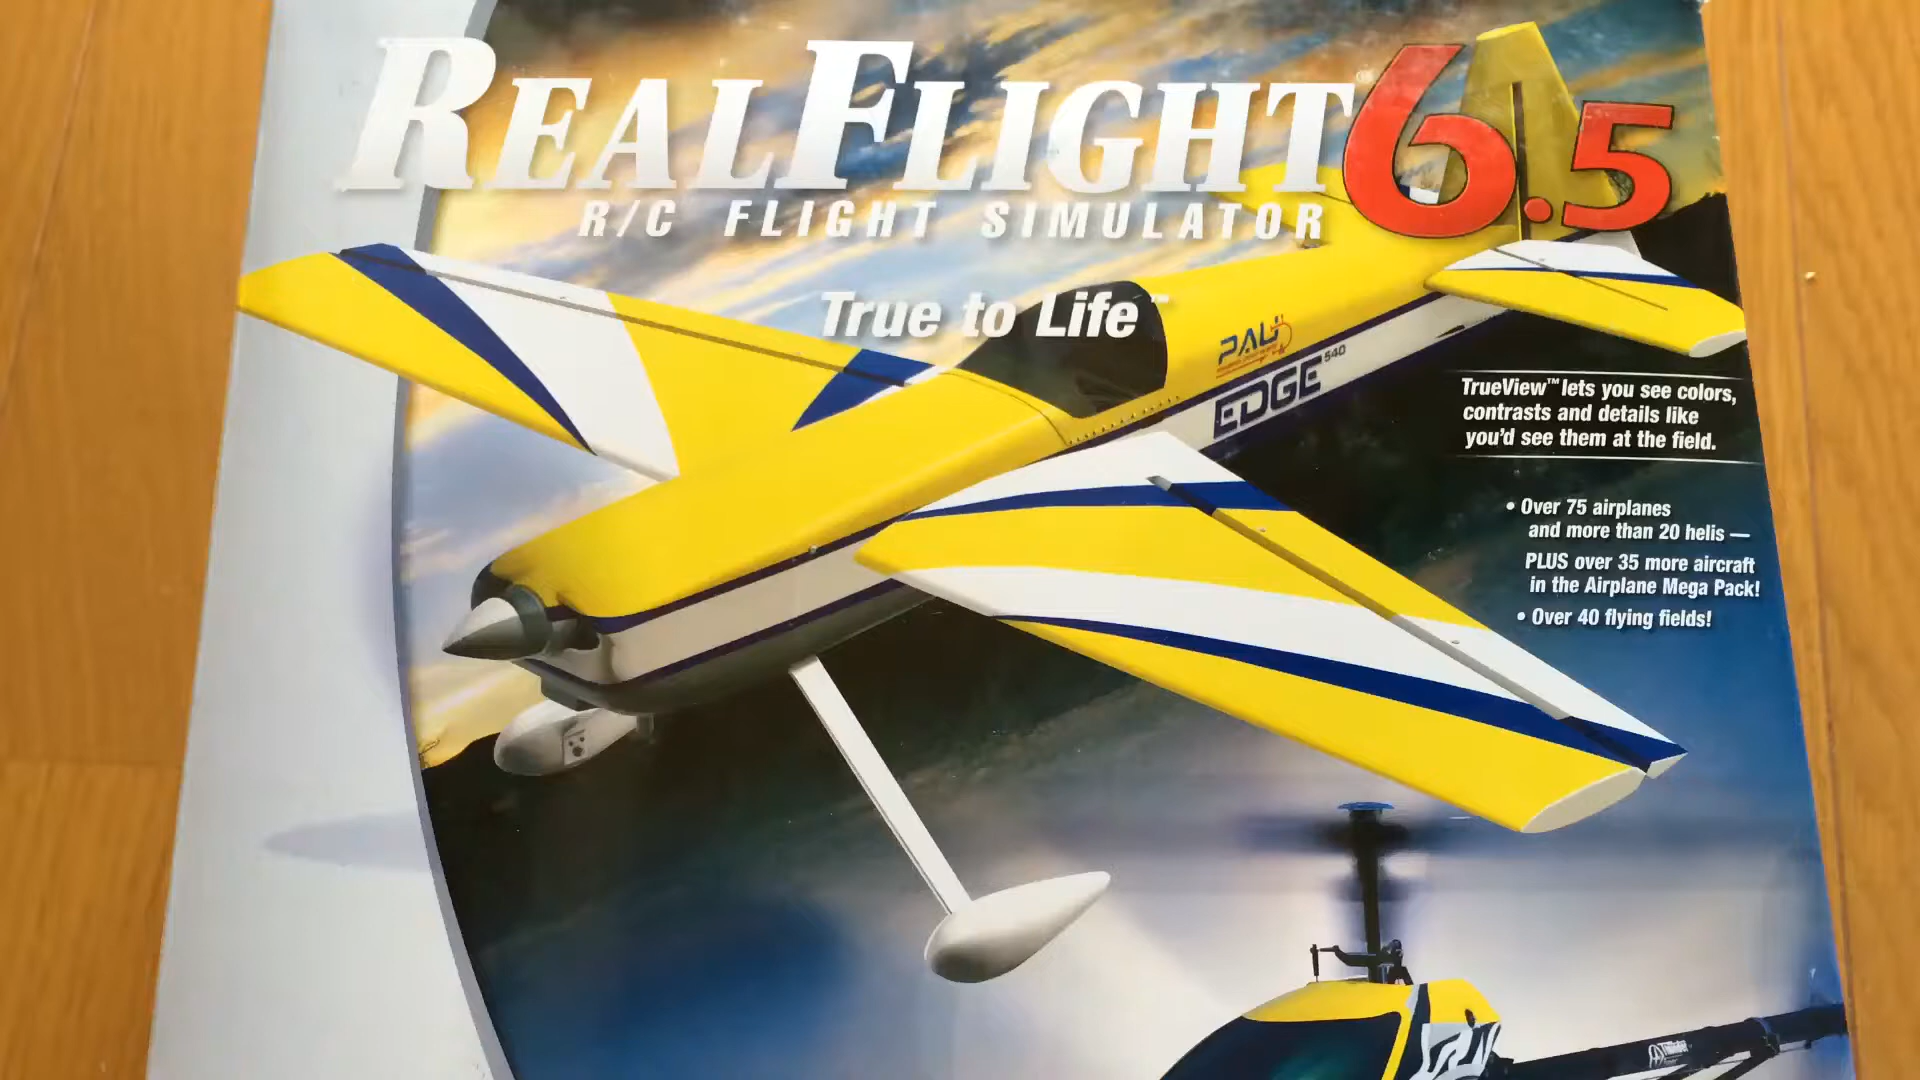 REALFLIGHT® 6.5
R/C FLIGHT SIMULATOR
True to Life™
PAU
EDGE 540
TrueView™ lets you see colors,
contrasts and details like
you'd see them at the field.
• Over 75 airplanes
and more than 20 helis —
PLUS over 35 more aircraft
in the Airplane Mega Pack!
• Over 40 flying fields!
Thunder